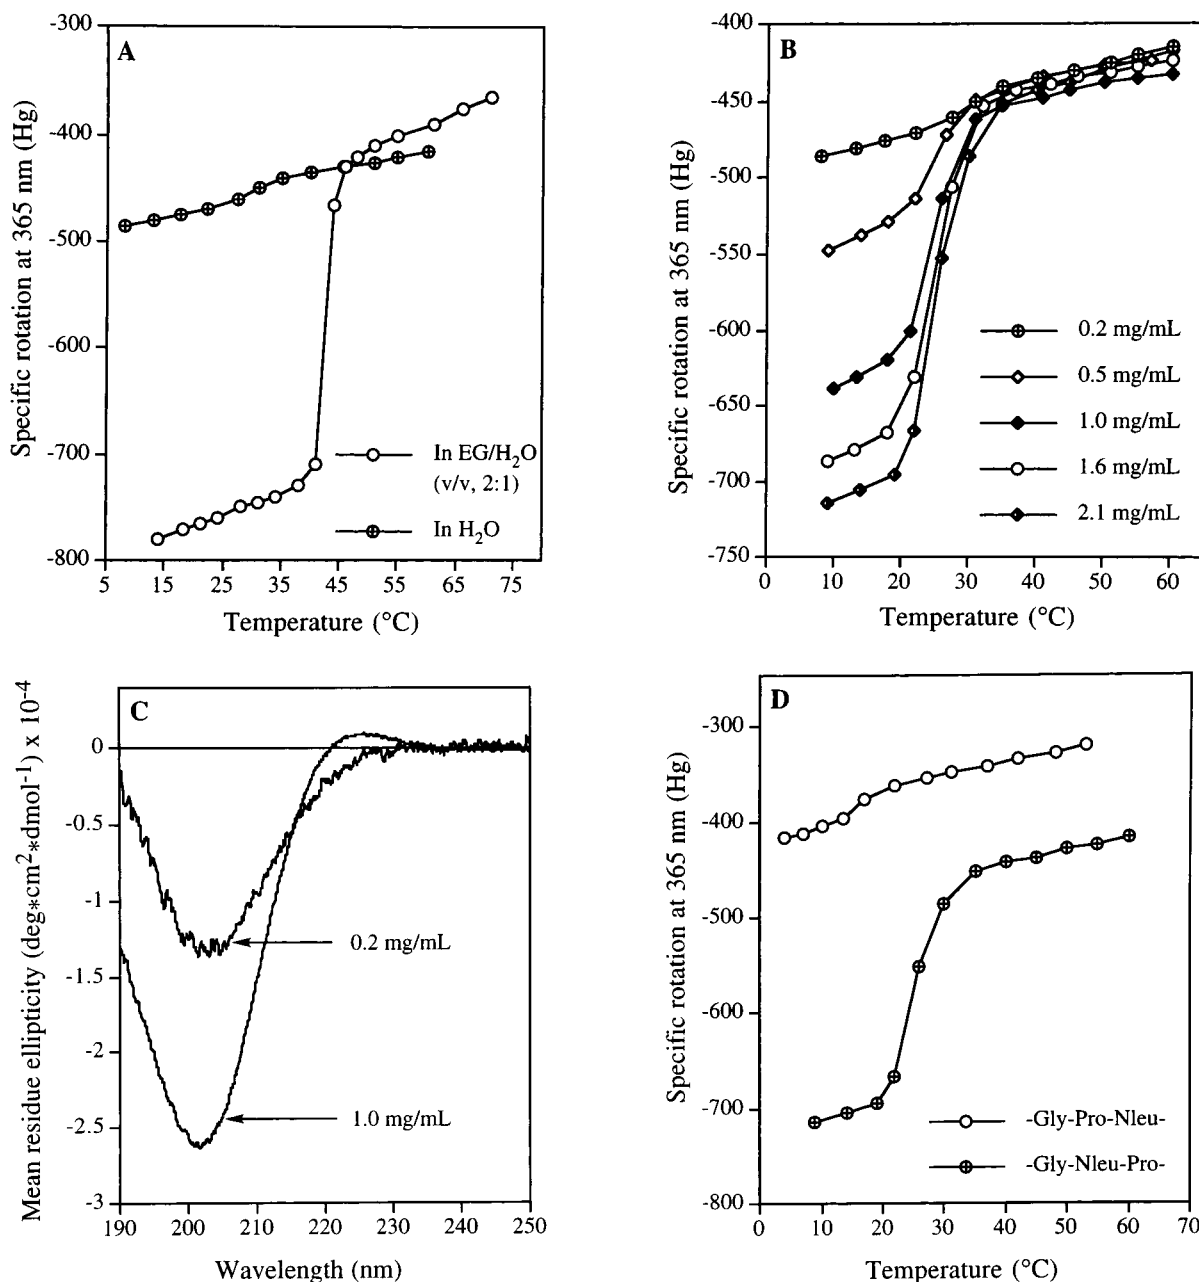 A
Specific rotation at 365 nm (Hg)
-300
-400
-500
-600
-700
-800
5
15
25
35
45
55
65
75
Temperature (°C)
In EG/H₂O
(v/v, 2:1)
In H₂O
B
Specific rotation at 365 nm (Hg)
-400
-450
-500
-550
-600
-650
-700
-750
0
10
20
30
40
50
60
Temperature (°C)
0.2 mg/mL
0.5 mg/mL
1.0 mg/mL
1.6 mg/mL
2.1 mg/mL
C
Mean residue ellipticity (deg*cm²*dmol⁻¹) x 10⁻⁴
0
-0.5
-1
-1.5
-2
-2.5
-3
190
200
210
220
230
240
250
Wavelength (nm)
0.2 mg/mL
1.0 mg/mL
D
Specific rotation at 365 nm (Hg)
-300
-400
-500
-600
-700
-800
0
10
20
30
40
50
60
70
Temperature (°C)
-Gly-Pro-Nleu-
-Gly-Nleu-Pro-